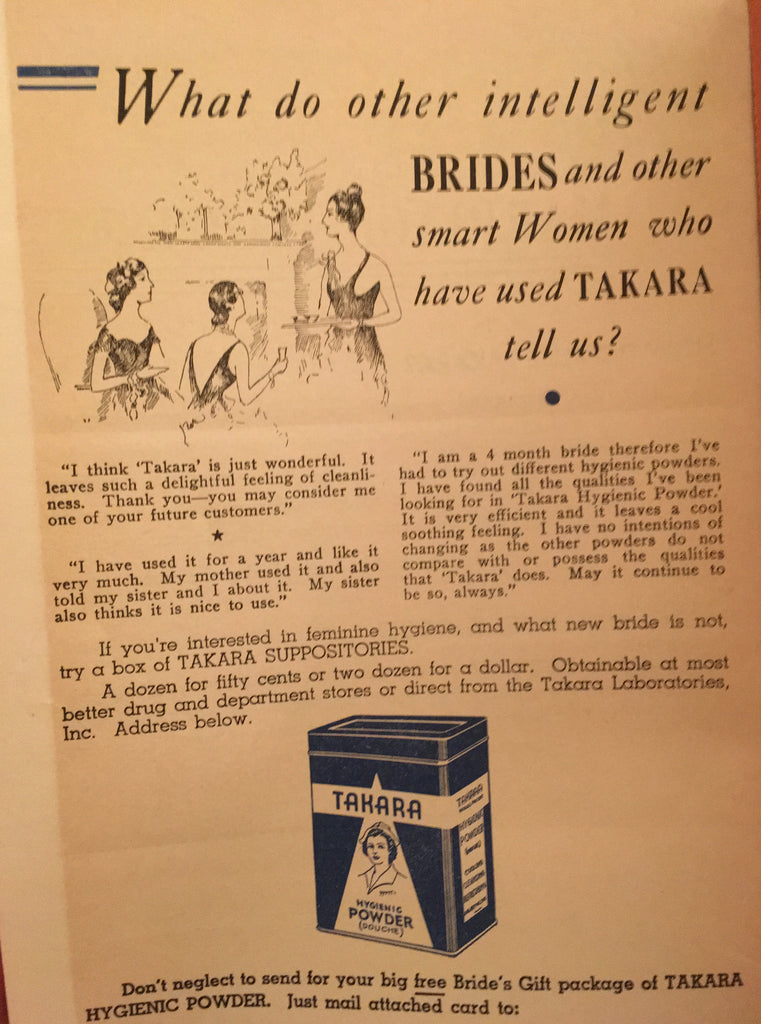 What do other intelligent
BRIDES and other
smart Women who
have used TAKARA
tell us?
"I think 'Takara' is just wonderful. It
leaves such a delightful feeling of cleanli-
ness. Thank you—you may consider me
one of your future customers."
"I have used it for a year and like it
very much. My mother used it and also
told my sister and I about it. My sister
also thinks it is nice to use."
"I am a 4 month bride therefore I've
had to try out different hygienic powders.
I have found all the qualities I've been
looking for in 'Takara Hygienic Powder.'
It is very efficient and it leaves a cool
soothing feeling. I have no intentions of
changing as the other powders do not
compare with or possess the qualities
that 'Takara' does. May it continue to
be so, always."
If you're interested in feminine hygiene, and what new bride is not,
try a box of TAKARA SUPPOSITORIES.
A dozen for fifty cents or two dozen for a dollar. Obtainable at most
better drug and department stores or direct from the Takara Laboratories,
Inc. Address below.
TAKARA
HYGIENIC
POWDER
(DOUCHE)
TAKARA
HYGIENIC
POWDER
Don't neglect to send for your big free Bride's Gift package of TAKARA
HYGIENIC POWDER. Just mail attached card to: